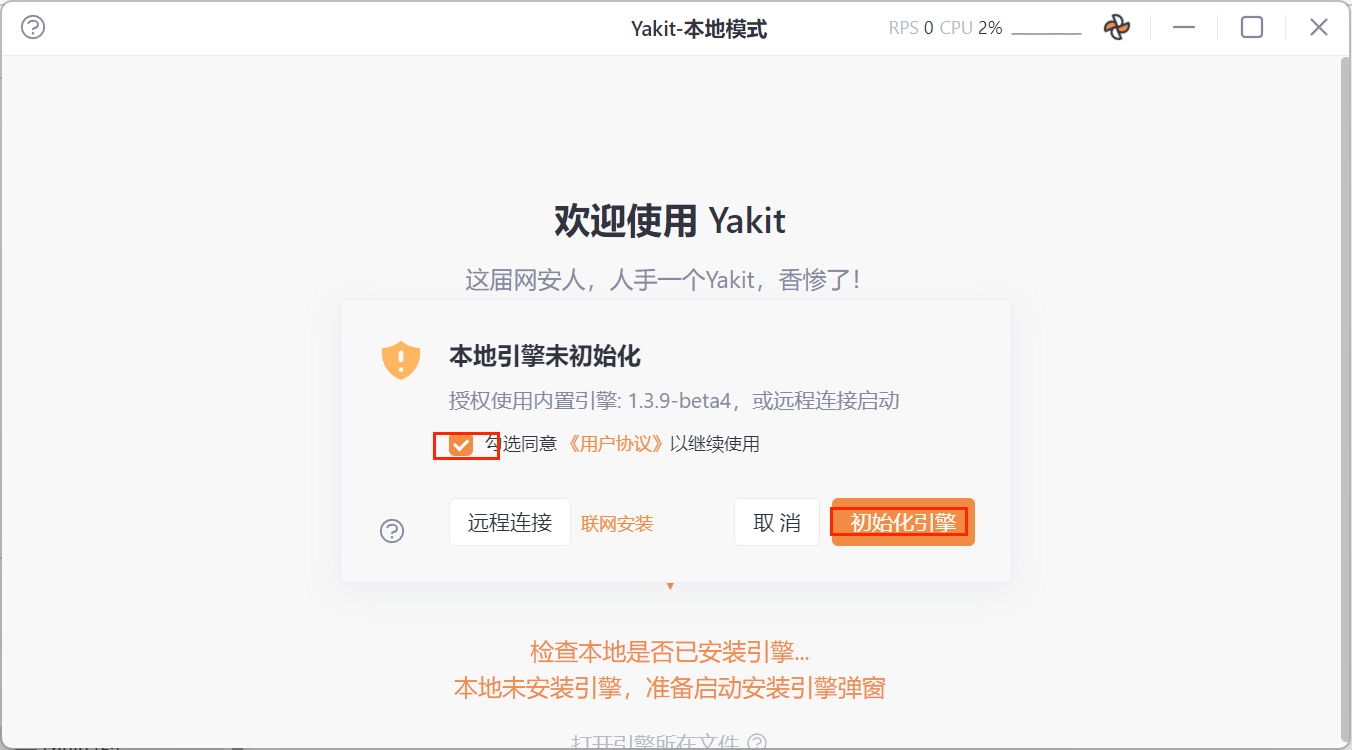 Yakit-本地模式
RPS 0 CPU 2%
欢迎使用 Yakit
这届网安人，人手一个Yakit，香惨了！
本地引擎未初始化
授权使用内置引擎: 1.3.9-beta4，或远程连接启动
勾选同意 《用户协议》以继续使用
远程连接 联网安装 取 消 初始化引擎
检查本地是否已安装引擎...
本地未安装引擎，准备启动安装引擎弹窗
打开引擎所在文件